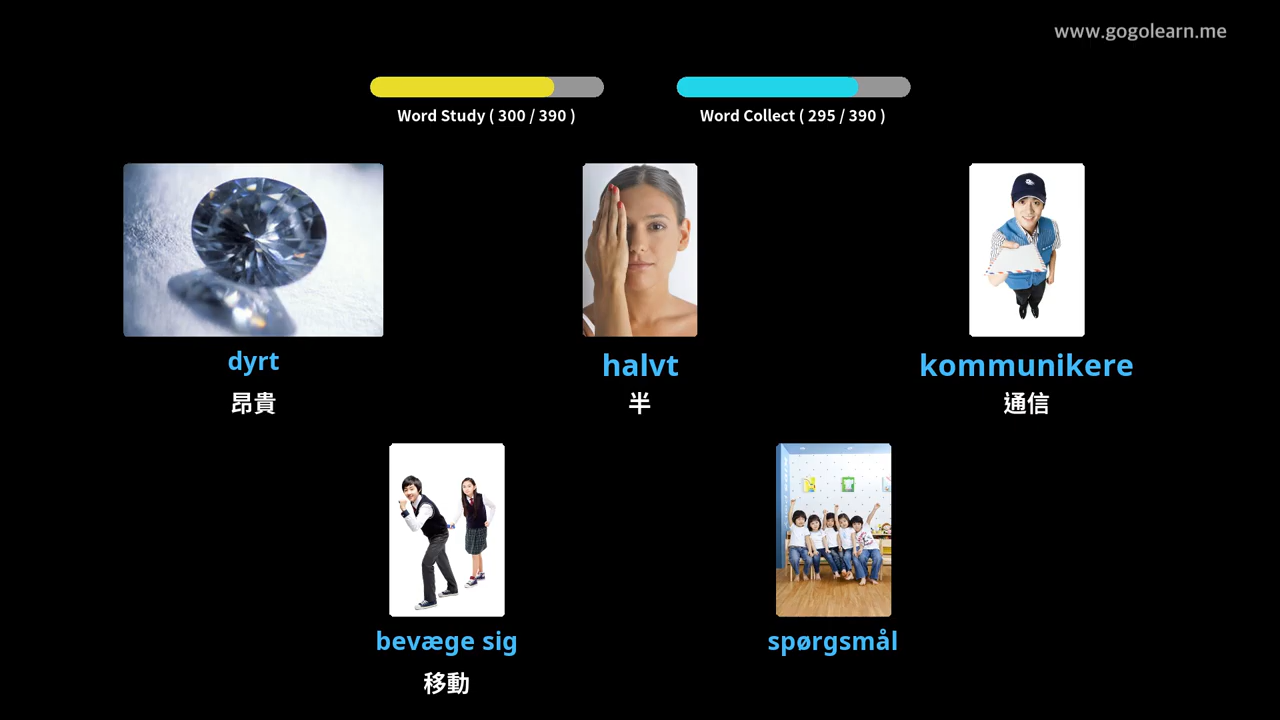 www.gogolearn.me
Word Study ( 300 / 390 )
Word Collect ( 295 / 390 )
dyrt
昂貴
halvt
半
kommunikere
通信
bevæge sig
移動
spørgsmål